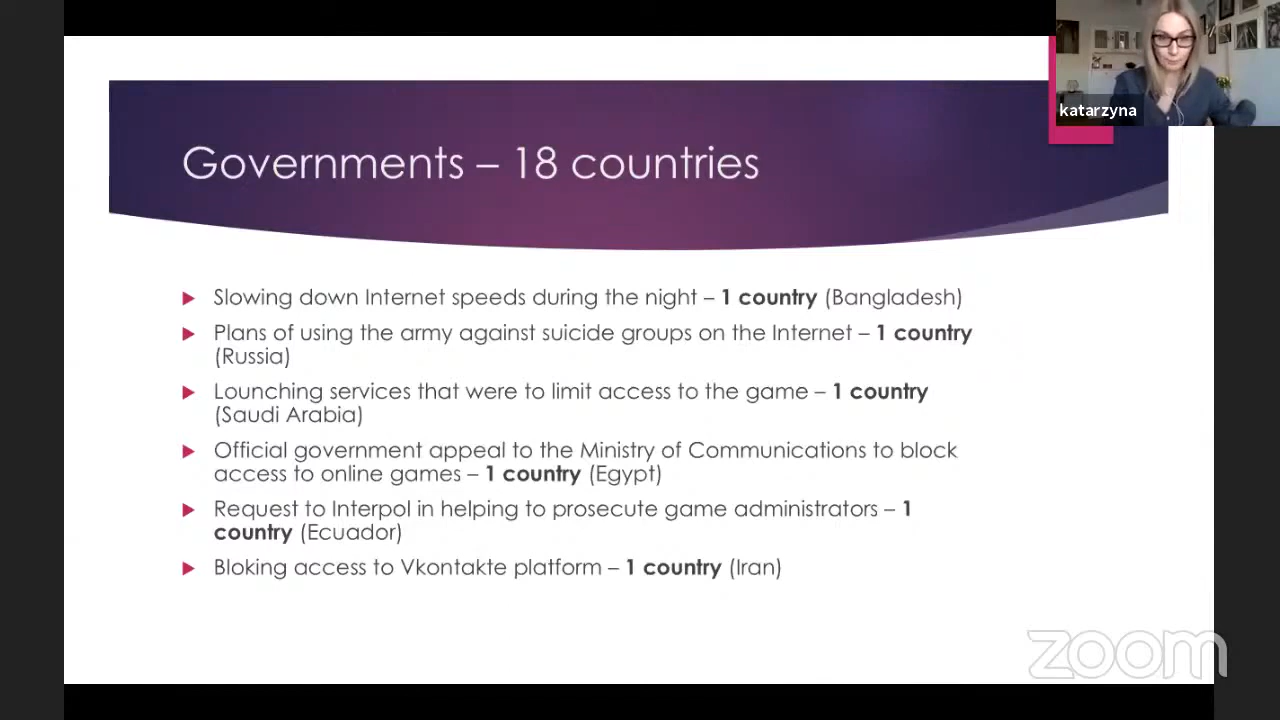 katarzyna
Governments – 18 countries
Slowing down Internet speeds during the night – 1 country (Bangladesh)
Plans of using the army against suicide groups on the Internet – 1 country
(Russia)
Lounching services that were to limit access to the game – 1 country
(Saudi Arabia)
Official government appeal to the Ministry of Communications to block
access to online games – 1 country (Egypt)
Request to Interpol in helping to prosecute game administrators – 1
country (Ecuador)
Bloking access to Vkontakte platform – 1 country (Iran)
zoom